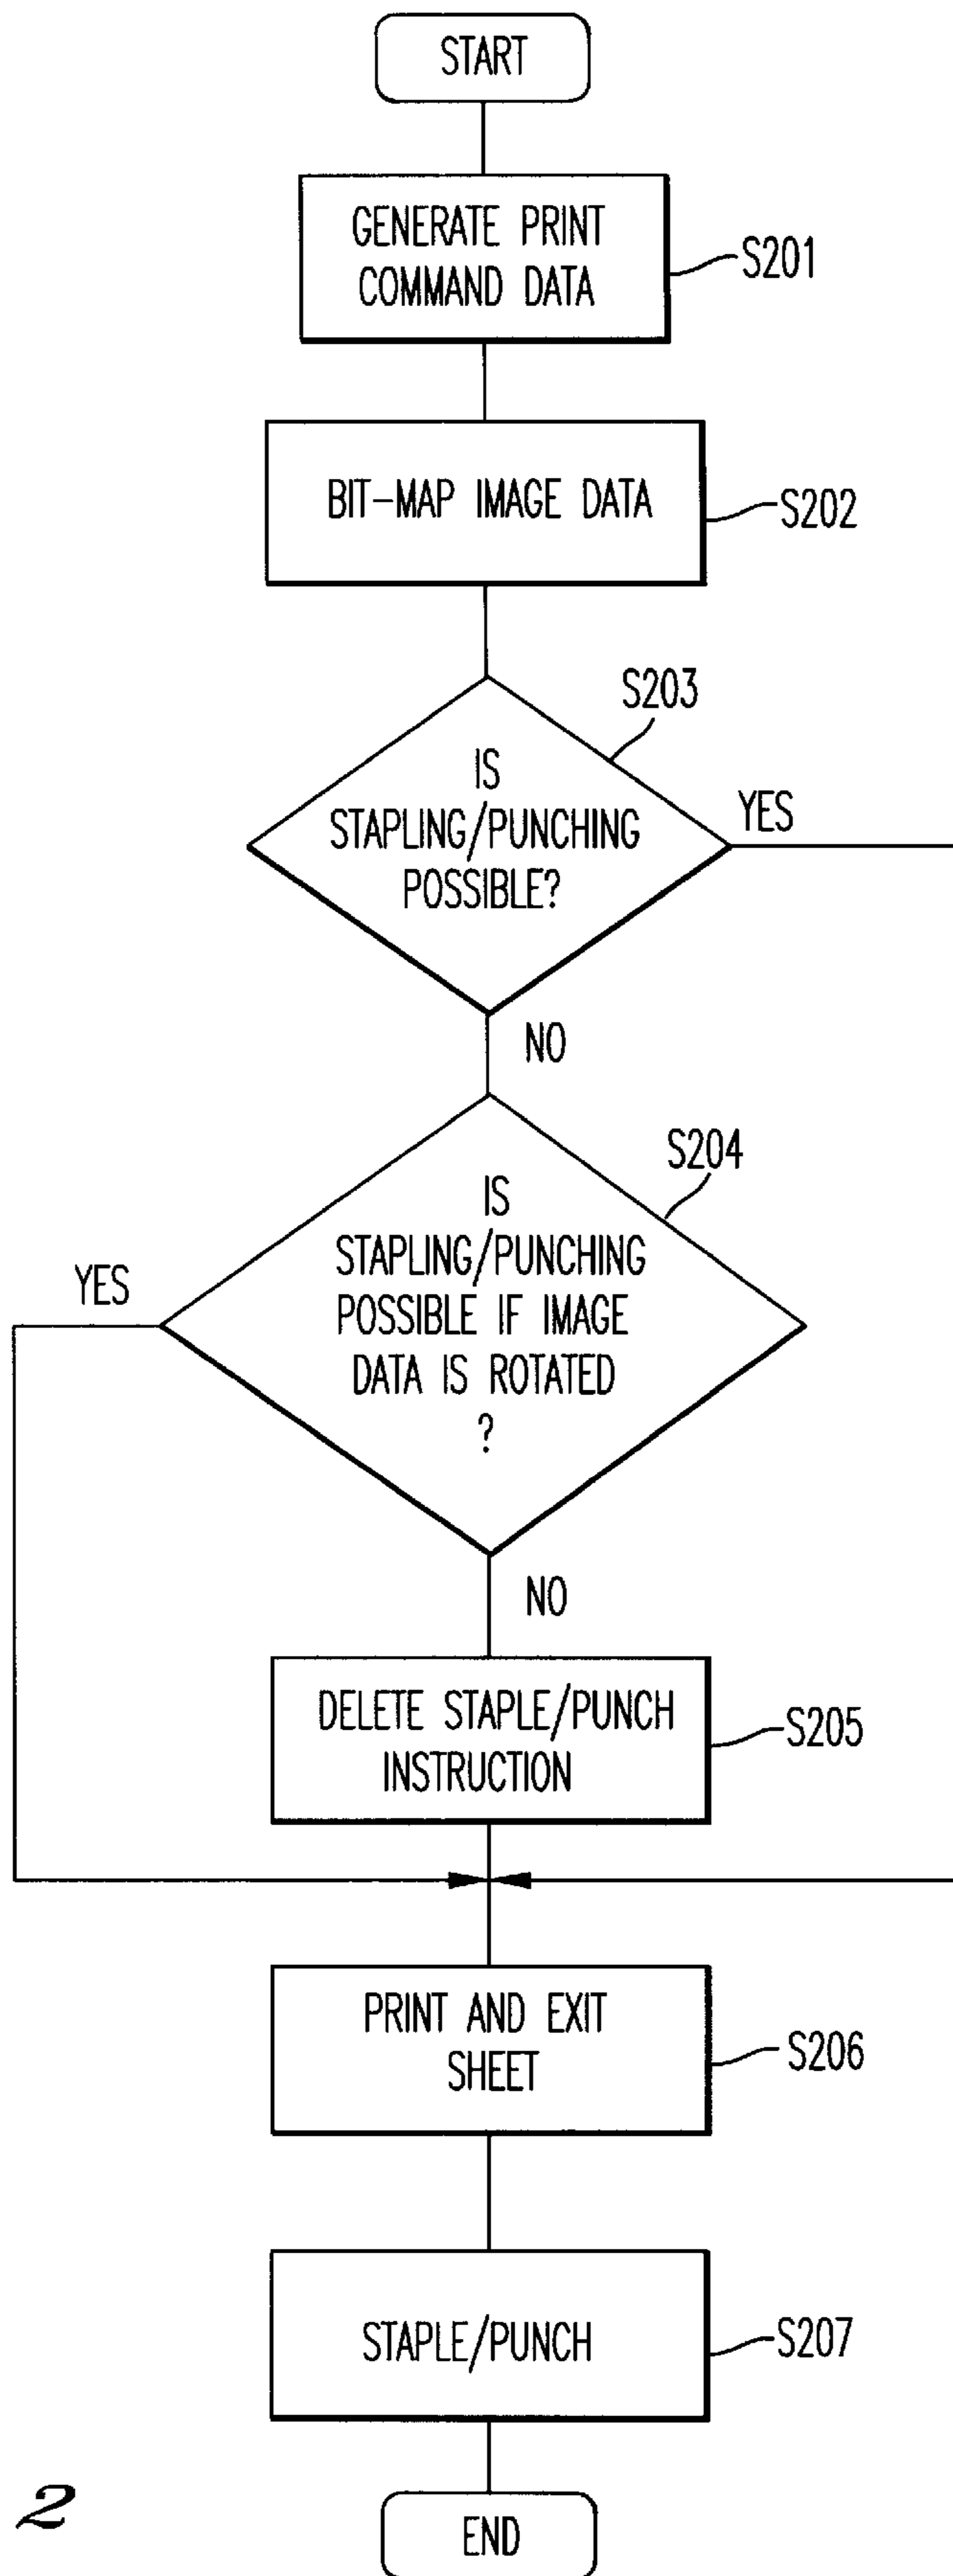 START
GENERATE PRINT
COMMAND DATA
S201
BIT-MAP IMAGE DATA
S202
S203
IS
STAPLING/PUNCHING
POSSIBLE?
YES
NO
S204
IS
STAPLING/PUNCHING
POSSIBLE IF IMAGE
DATA IS ROTATED
?
YES
NO
DELETE STAPLE/PUNCH
INSTRUCTION
S205
PRINT AND EXIT
SHEET
S206
STAPLE/PUNCH
S207
2
END